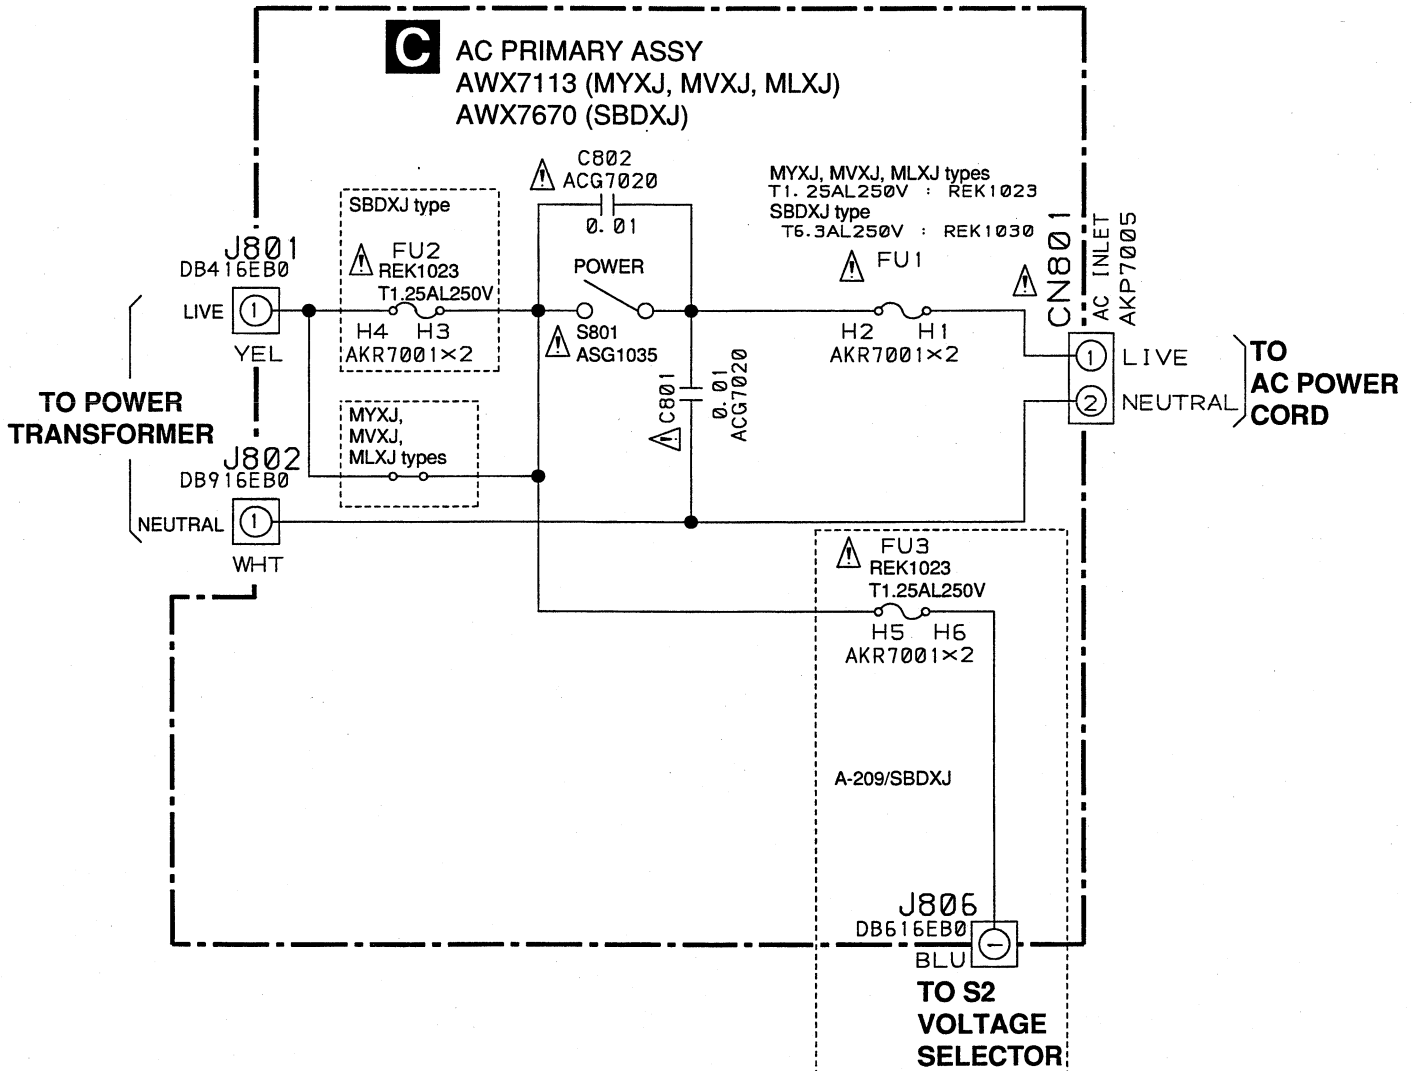 C
AC PRIMARY ASSY
AWX7113 (MYXJ, MVXJ, MLXJ)
AWX7670 (SBDXJ)
C802
ACG7020
0.01
MYXJ, MVXJ, MLXJ types
T1.25AL250V : REK1023
SBDXJ type
T6.3AL250V : REK1030
FU1
CN801
AC INLET
AKP7005
SBDXJ type
FU2
REK1023
T1.25AL250V
H4 H3
AKR7001×2
J801
DB416EB0
LIVE
1
YEL
POWER
S801
ASG1035
H2 H1
AKR7001×2
1 LIVE
2 NEUTRAL
TO
AC POWER
CORD
C801
0.01
ACG7020
TO POWER
TRANSFORMER
MYXJ,
MVXJ,
MLXJ types
J802
DB916EB0
NEUTRAL
1
WHT
FU3
REK1023
T1.25AL250V
H5 H6
AKR7001×2
A-209/SBDXJ
J806
DB616EB0
1
BLU
TO S2
VOLTAGE
SELECTOR